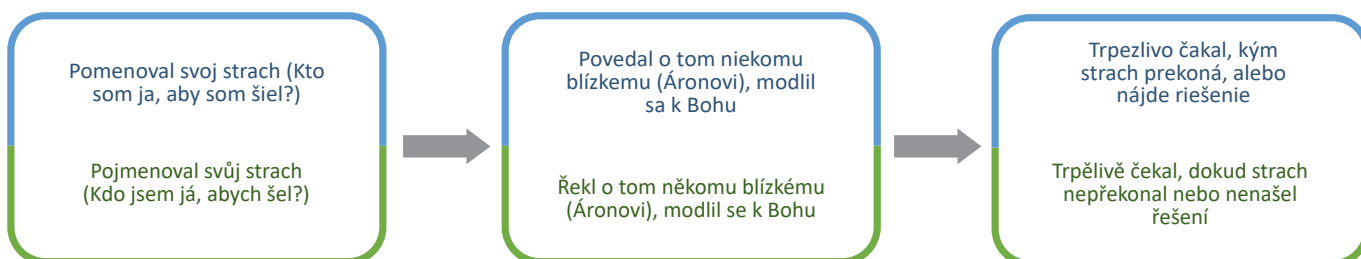 Pomenoval svoj strach (Kto
som ja, aby som šiel?)
Pojmenoval svůj strach
(Kdo jsem já, abych šel?)
Povedal o tom niekomu
blízkemu (Áronovi), modlil
sa k Bohu
Řekl o tom někomu blízkému
(Áronovi), modlil se k Bohu
Trpezlivo čakal, kým
strach prekoná, alebo
nájde riešenie
Trpělivě čekal, dokud strach
nepřekonal nebo nenašel
řešení